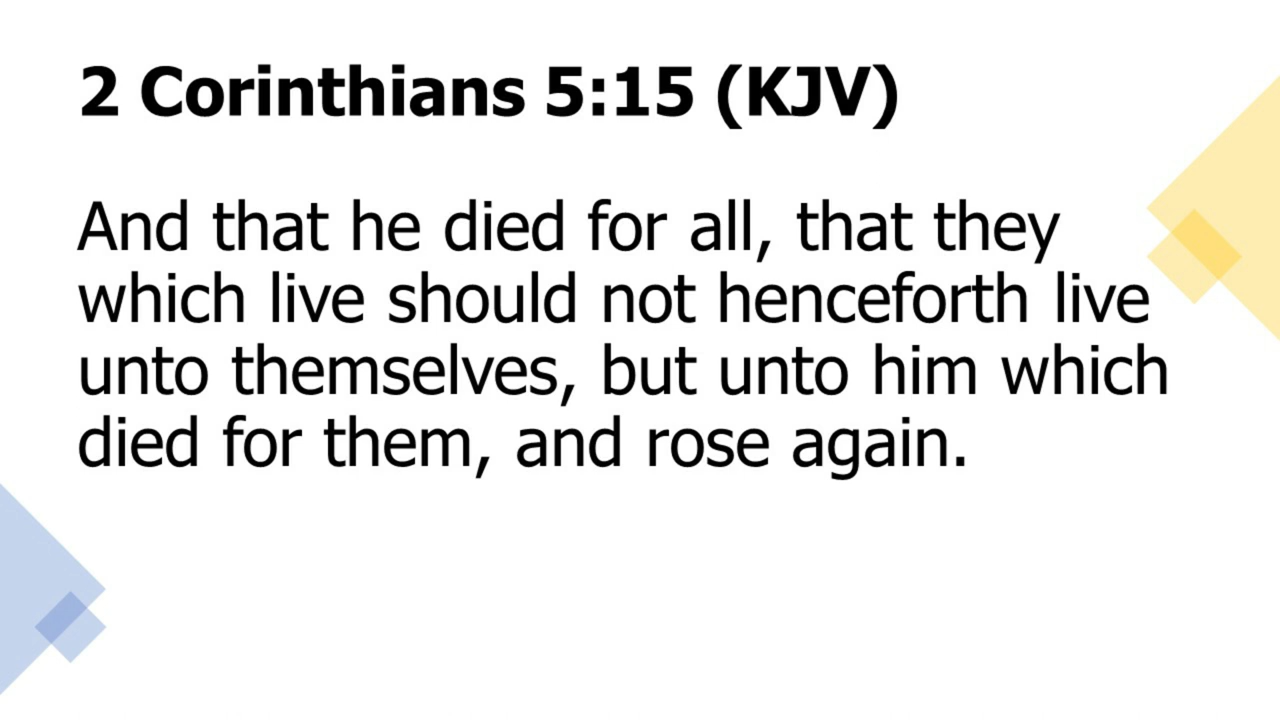 2 Corinthians 5:15 (KJV)
And that he died for all, that they
which live should not henceforth live
unto themselves, but unto him which
died for them, and rose again.